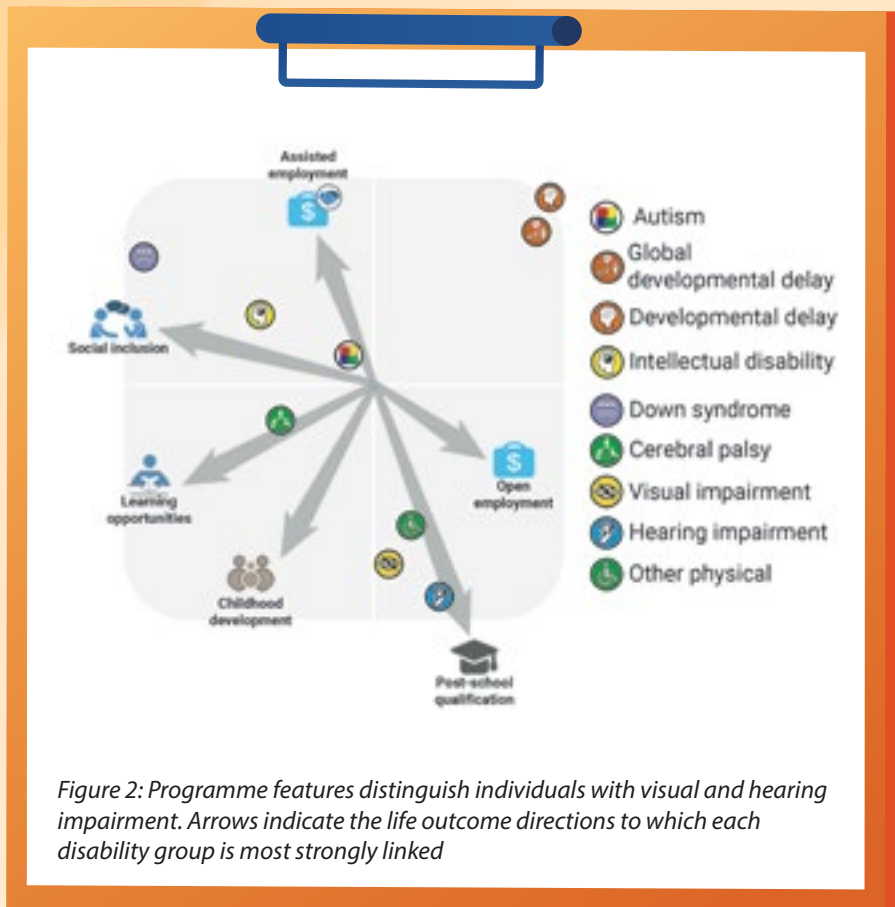 Assisted
employment
Social inclusion
Learning
opportunities
Childhood
development
Open
employment
Post-school
qualification
Autism
Global
developmental delay
Developmental delay
Intellectual disability
Down syndrome
Cerebral palsy
Visual impairment
Hearing impairment
Other physical
Figure 2: Programme features distinguish individuals with visual and hearing
impairment. Arrows indicate the life outcome directions to which each
disability group is most strongly linked